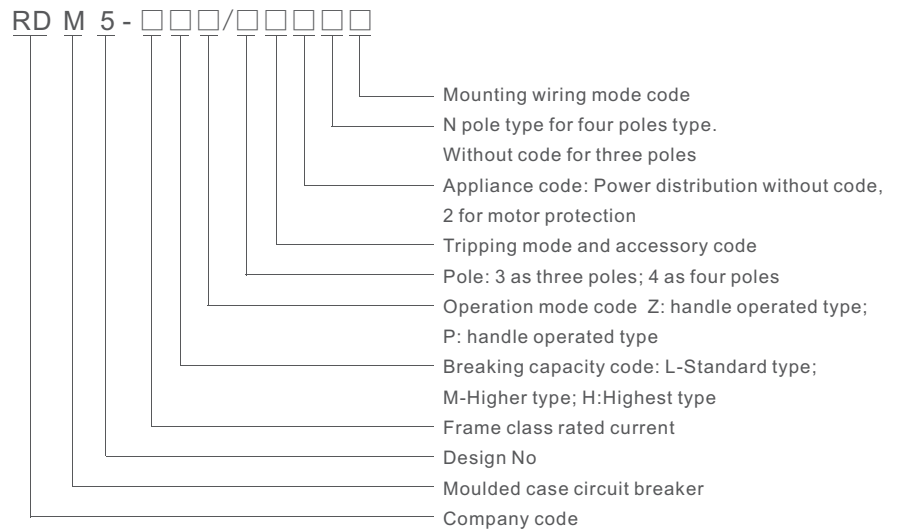 RD M 5 - □□□/□□□□□
Mounting wiring mode code
N pole type for four poles type.
Without code for three poles
Appliance code: Power distribution without code,
2 for motor protection
Tripping mode and accessory code
Pole: 3 as three poles; 4 as four poles
Operation mode code Z: handle operated type;
P: handle operated type
Breaking capacity code: L-Standard type;
M-Higher type; H:Highest type
Frame class rated current
Design No
Moulded case circuit breaker
Company code